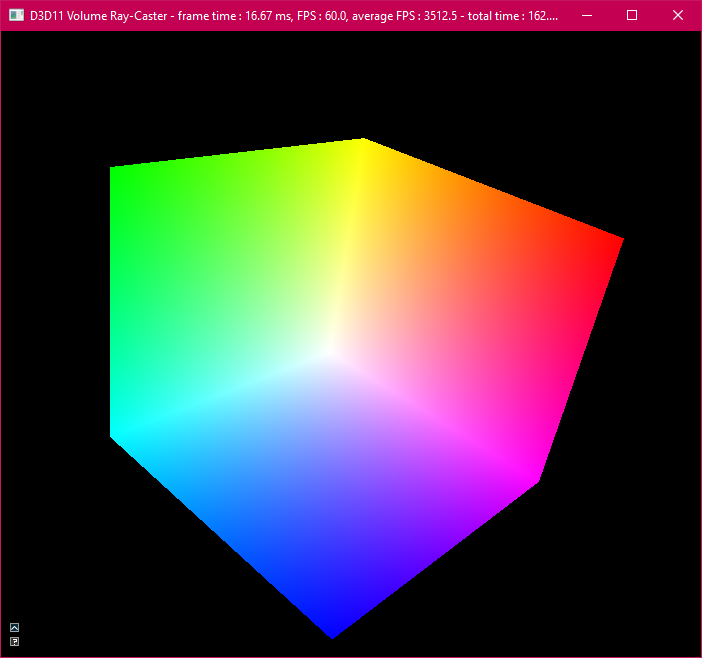 D3D11 Volume Ray-Caster - frame time : 16.67 ms, FPS : 60.0, average FPS : 3512.5 - total time : 162....
?